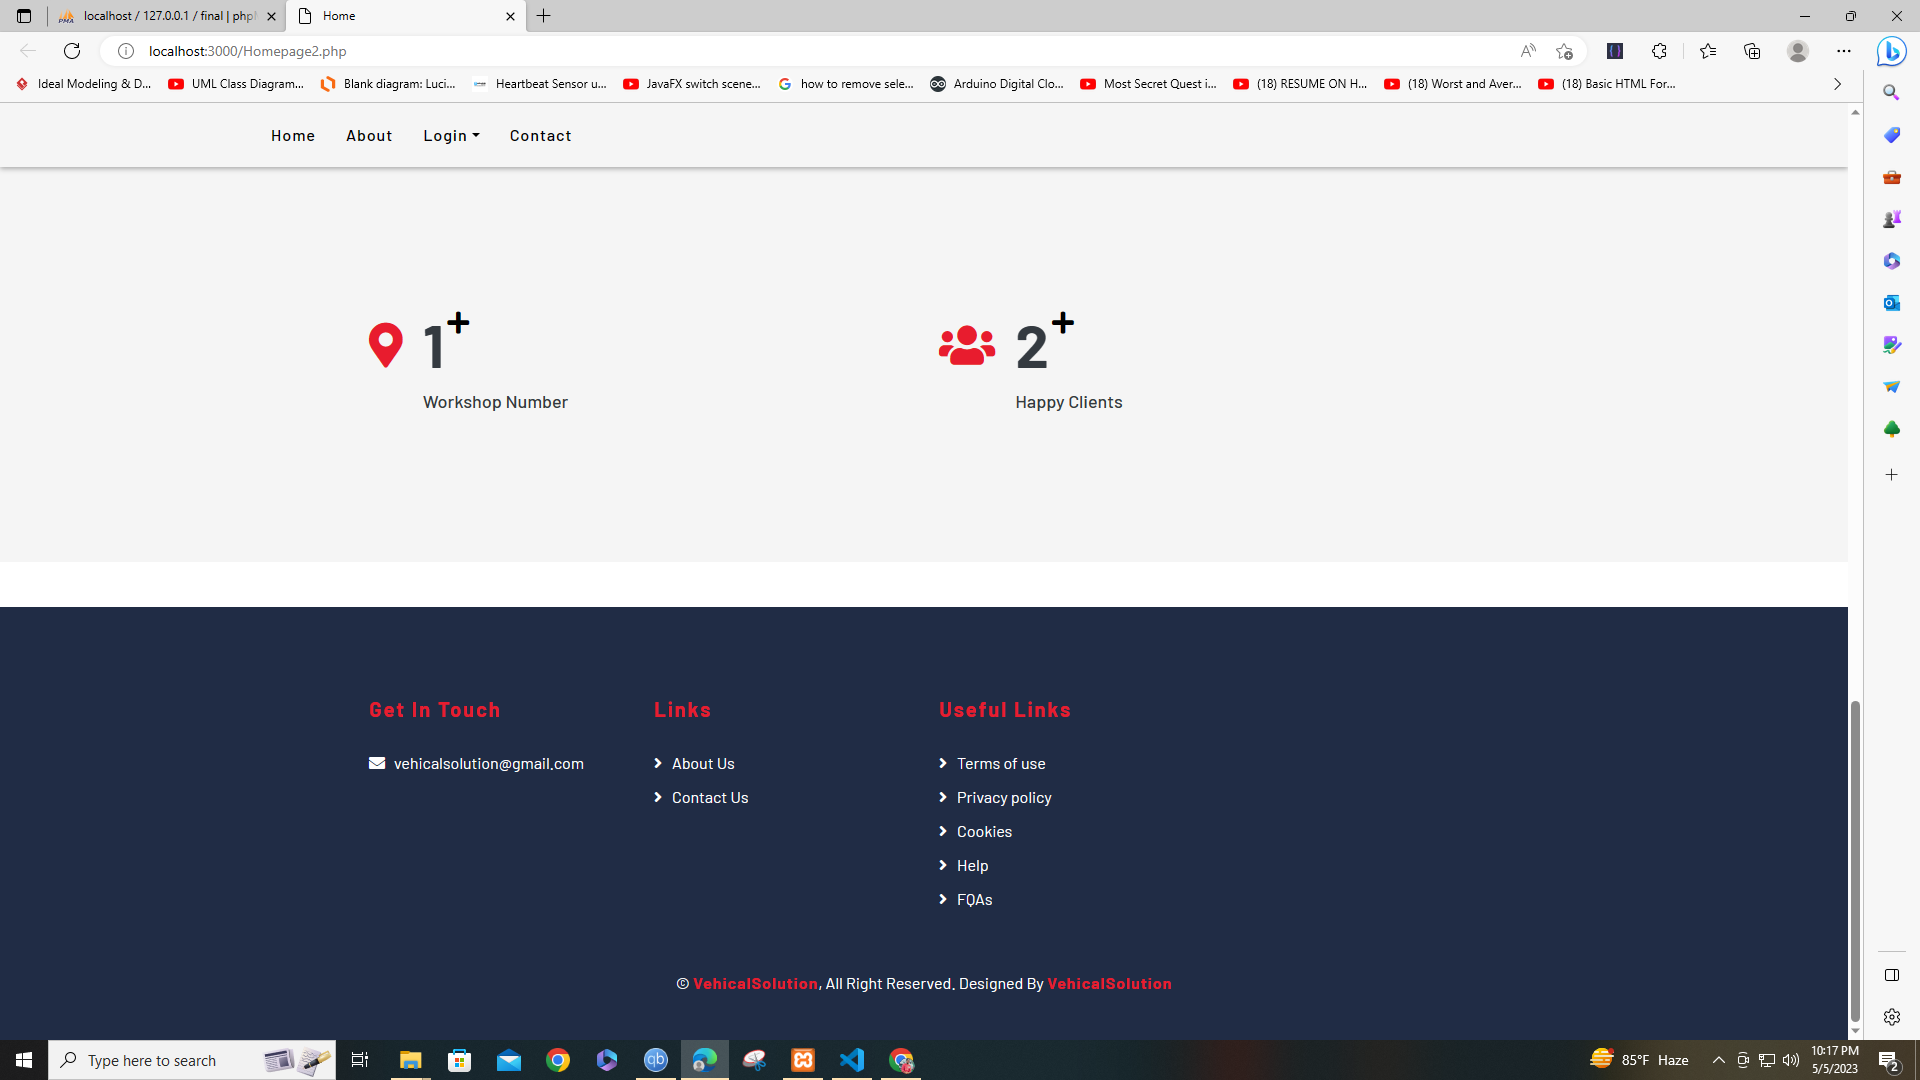 localhost / 127.0.0.1 / final | php
Home
localhost:3000/Homepage2.php
Ideal Modeling & D...
UML Class Diagram...
Blank diagram: Luci...
Heartbeat Sensor u...
JavaFX switch scene...
how to remove sele...
Arduino Digital Clo...
Most Secret Quest i...
(18) RESUME ON H...
(18) Worst and Aver...
(18) Basic HTML For...
Home
About
Login
Contact
1+
Workshop Number
2+
Happy Clients
Get In Touch
vehicalsolution@gmail.com
Links
About Us
Contact Us
Useful Links
Terms of use
Privacy policy
Cookies
Help
FQAs
© VehicalSolution, All Right Reserved. Designed By VehicalSolution
Type here to search
85°F Haze
10:17 PM
5/5/2023
2